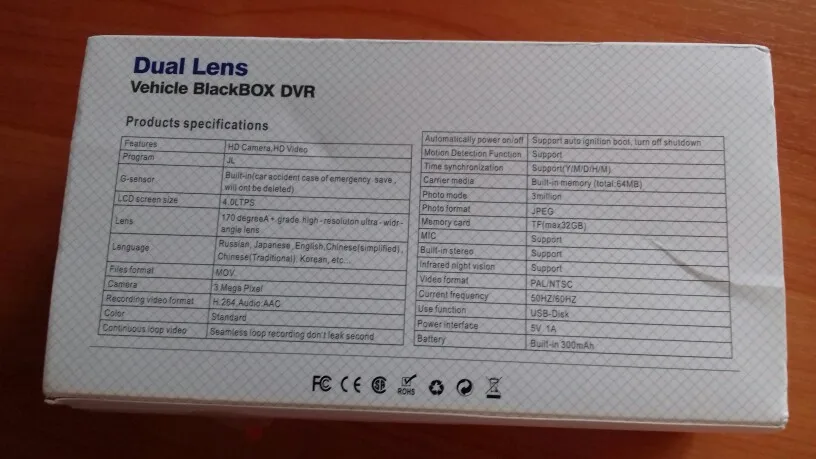 Dual Lens
Vehicle BlackBOX DVR
Products specifications
Features HD Camera,HD Video
Program JL
G-sensor Built-in(car accident case of emergency save ,
will ont be deleted)
LCD screen size 4.0LTPS
Lens 170 degreeA+ grade high-resoluton ultra-widr-
angle lens
Language Russian, Japanese ,English,Chinese(simplified),
Chinese(Traditional), Korean, etc..
Files format MOV
Camera 3 Mega Pixel
Recording video format H.264,Audio:AAC
Color Standard
Continuous loop video Seamless loop recording don't leak second
Automatically power on/off Support auto ignition boot, turn off shutdown
Motion Detection Function Support
Time synchronization Support(Y/M/D/H/M)
Carrier media Built-in memory (total:64MB)
Photo mode 3million
Photo format JPEG
Memory card TF(max32GB)
MIC Support
Built-in stereo Support
Infrared night vision Support
Video format PAL/NTSC
Current frequency 50HZ/60HZ
Use function USB-Disk
Power interface 5V, 1A
Battery Built-in 300mAh
FC CE ROHS